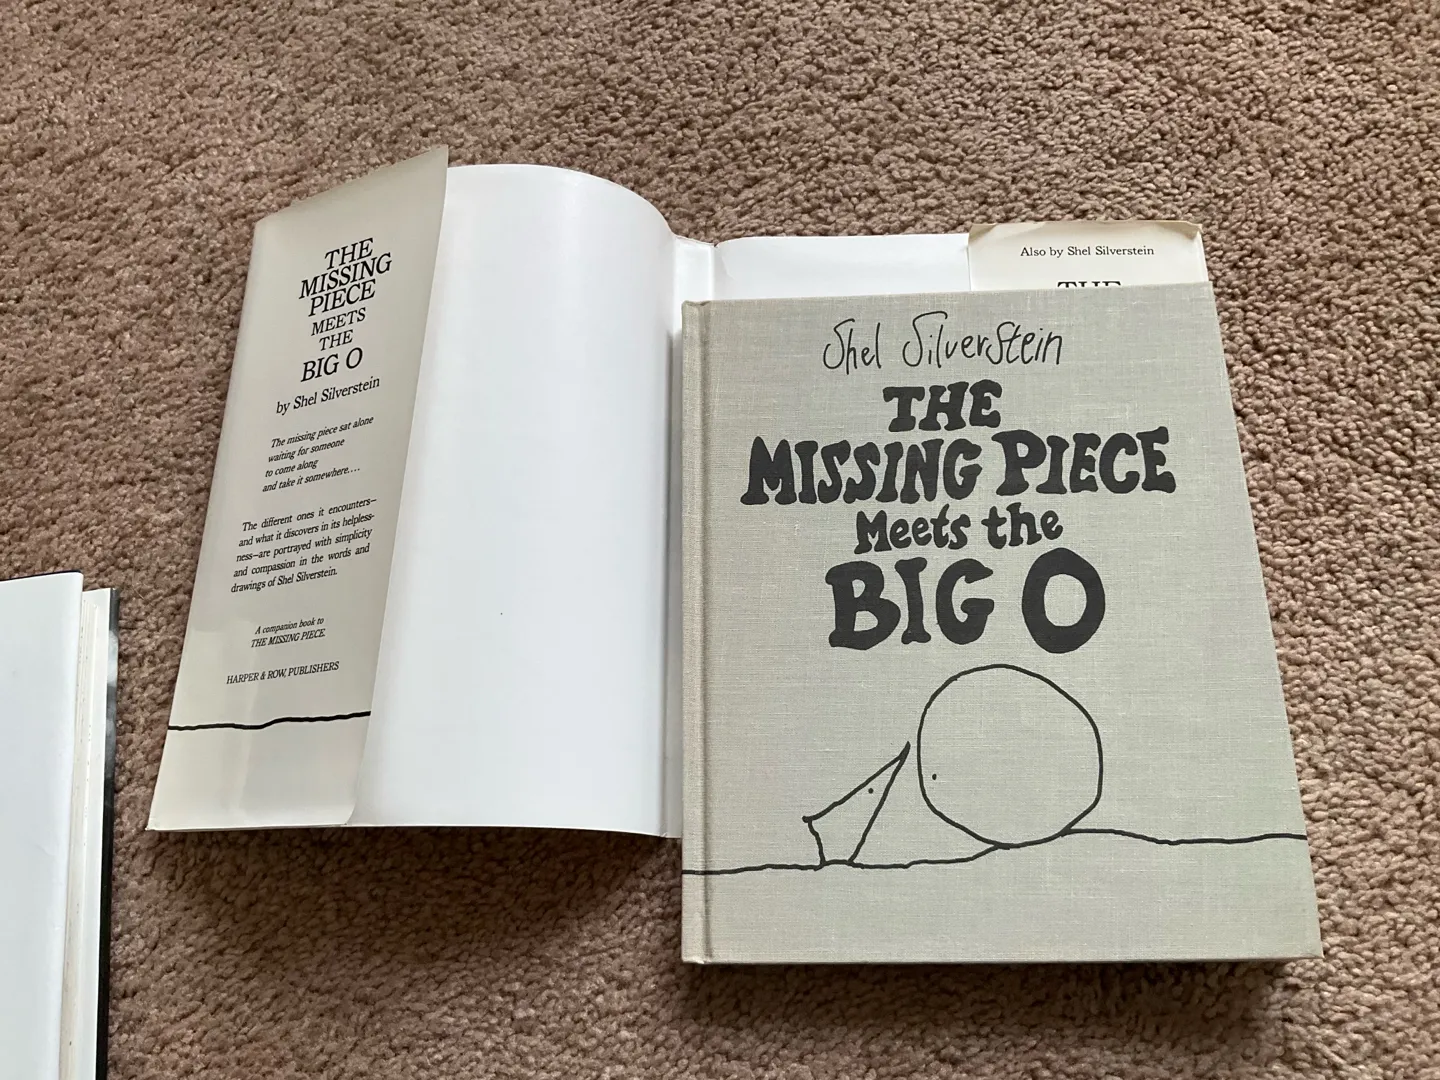 THE
MISSING
PIECE
MEETS
THE
BIG O
by Shel Silverstein
The missing piece sat alone
waiting for someone
to come along
and take it somewhere....
The different ones it encounters—
and what it discovers in its helpless-
ness—are portrayed with simplicity
and compassion in the words and
drawings of Shel Silverstein.
A companion book to
THE MISSING PIECE.
HARPER & ROW, PUBLISHERS
Also by Shel Silverstein
THE
Shel Silverstein
THE
MISSING PIECE
Meets the
BIG O